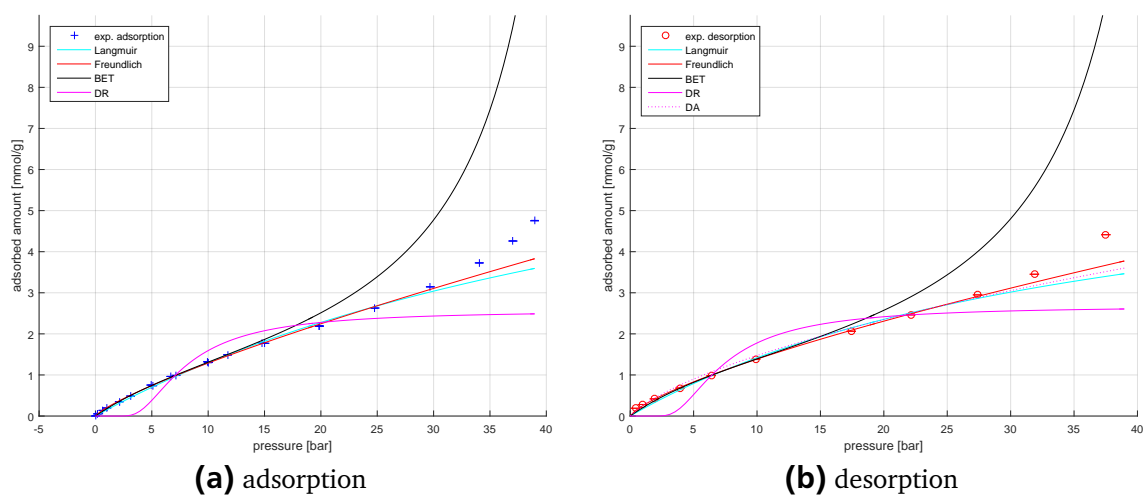 exp. adsorption
Langmuir
Freundlich
BET
DR
adsorbed amount [mmol/g]
9
8
7
6
5
4
3
2
1
0
-5 0 5 10 15 20 25 30 35 40
pressure [bar]
(a) adsorption
exp. desorption
Langmuir
Freundlich
BET
DR
DA
adsorbed amount [mmol/g]
9
8
7
6
5
4
3
2
1
0
0 5 10 15 20 25 30 35 40
pressure [bar]
(b) desorption